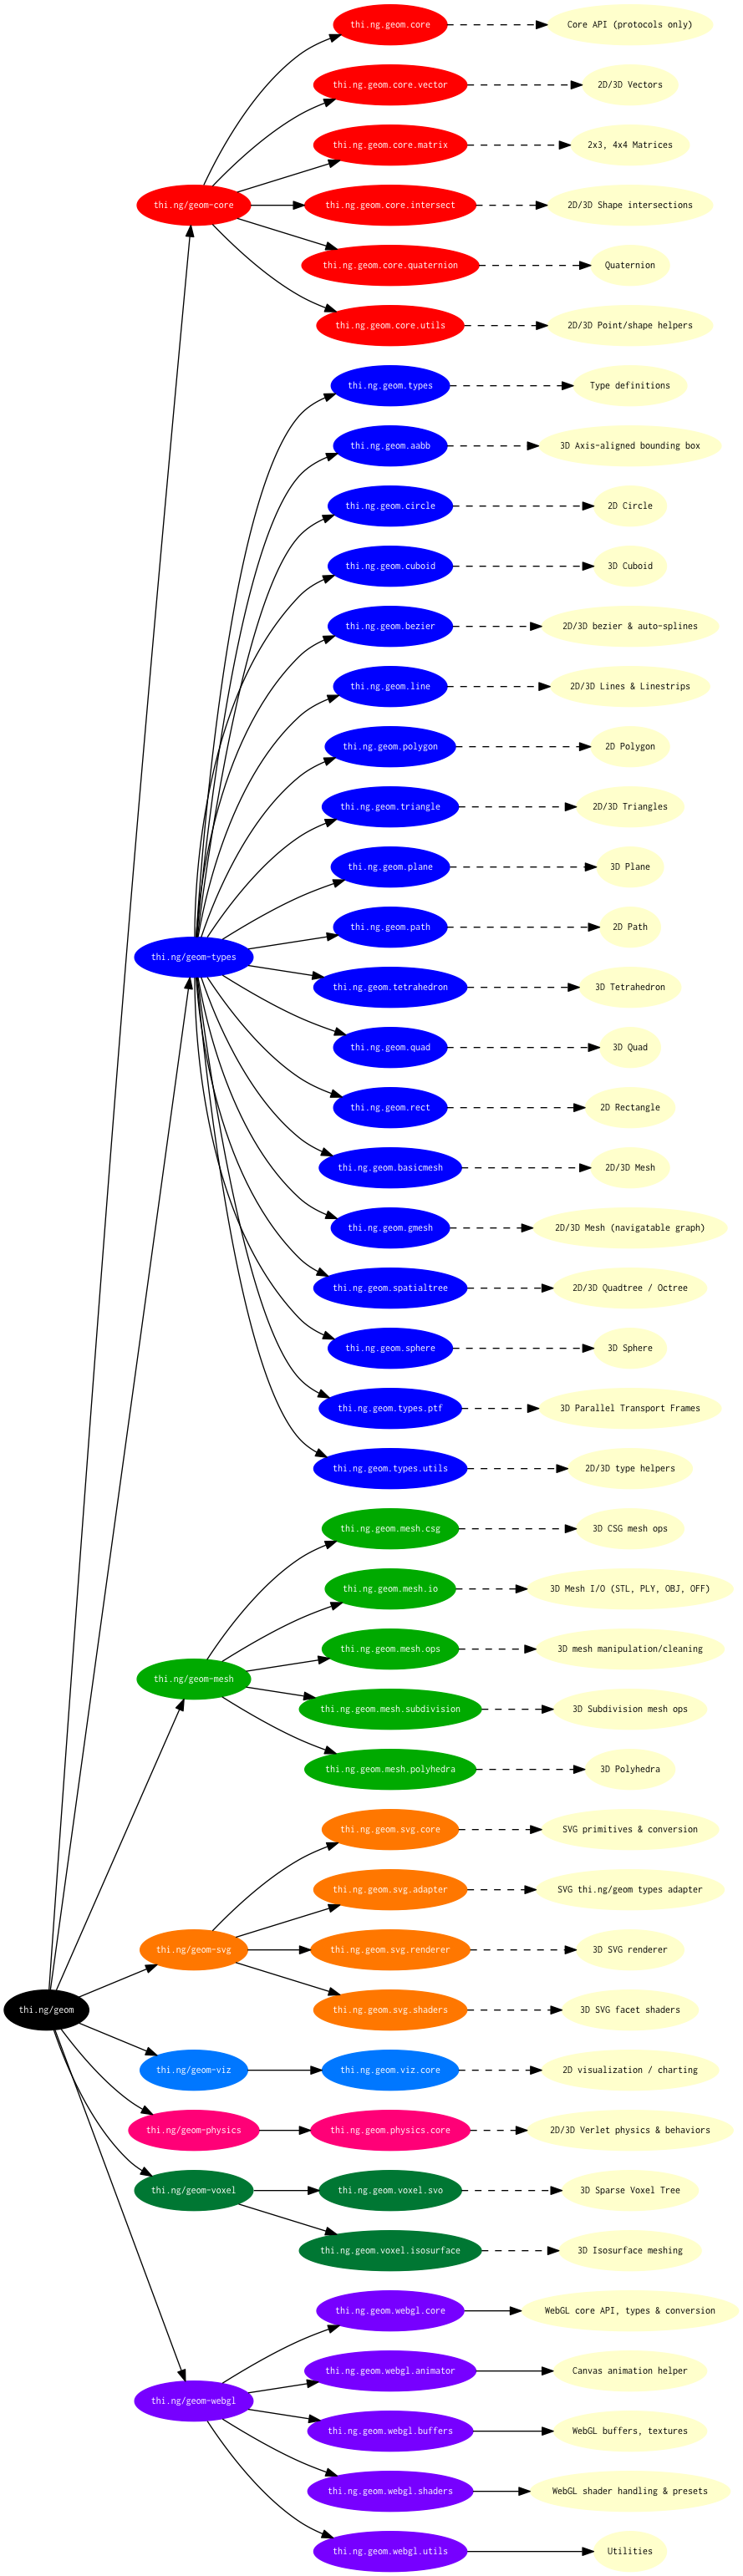 thi.ng.geom.core
Core API (protocols only)
thi.ng.geom.core.vector
2D/3D Vectors
thi.ng.geom.core.matrix
2x3, 4x4 Matrices
thi.ng/geom-core
thi.ng.geom.core.intersect
2D/3D Shape intersections
thi.ng.geom.core.quaternion
Quaternion
thi.ng.geom.core.utils
2D/3D Point/shape helpers
thi.ng.geom.types
Type definitions
thi.ng.geom.aabb
3D Axis-aligned bounding box
thi.ng.geom.circle
2D Circle
thi.ng.geom.cuboid
3D Cuboid
thi.ng.geom.bezier
2D/3D bezier & auto-splines
thi.ng.geom.line
2D/3D Lines & Linestrips
thi.ng.geom.polygon
2D Polygon
thi.ng.geom.triangle
2D/3D Triangles
thi.ng.geom.plane
3D Plane
thi.ng.geom.path
2D Path
thi.ng/geom-types
thi.ng.geom.tetrahedron
3D Tetrahedron
thi.ng.geom.quad
3D Quad
thi.ng.geom.rect
2D Rectangle
thi.ng.geom.basicmesh
2D/3D Mesh
thi.ng.geom.gmesh
2D/3D Mesh (navigatable graph)
thi.ng.geom.spatialtree
2D/3D Quadtree / Octree
thi.ng.geom.sphere
3D Sphere
thi.ng.geom.types.ptf
3D Parallel Transport Frames
thi.ng.geom.types.utils
2D/3D type helpers
thi.ng.geom.mesh.csg
3D CSG mesh ops
thi.ng.geom.mesh.io
3D Mesh I/O (STL, PLY, OBJ, OFF)
thi.ng.geom.mesh.ops
3D mesh manipulation/cleaning
thi.ng/geom-mesh
thi.ng.geom.mesh.subdivision
3D Subdivision mesh ops
thi.ng.geom.mesh.polyhedra
3D Polyhedra
thi.ng.geom.svg.core
SVG primitives & conversion
thi.ng.geom.svg.adapter
SVG thi.ng/geom types adapter
thi.ng/geom-svg
thi.ng.geom.svg.renderer
3D SVG renderer
thi.ng/geom
thi.ng.geom.svg.shaders
3D SVG facet shaders
thi.ng/geom-viz
thi.ng.geom.viz.core
2D visualization / charting
thi.ng/geom-physics
thi.ng.geom.physics.core
2D/3D Verlet physics & behaviors
thi.ng/geom-voxel
thi.ng.geom.voxel.svo
3D Sparse Voxel Tree
thi.ng.geom.voxel.isosurface
3D Isosurface meshing
thi.ng.geom.webgl.core
WebGL core API, types & conversion
thi.ng.geom.webgl.animator
Canvas animation helper
thi.ng/geom-webgl
thi.ng.geom.webgl.buffers
WebGL buffers, textures
thi.ng.geom.webgl.shaders
WebGL shader handling & presets
thi.ng.geom.webgl.utils
Utilities